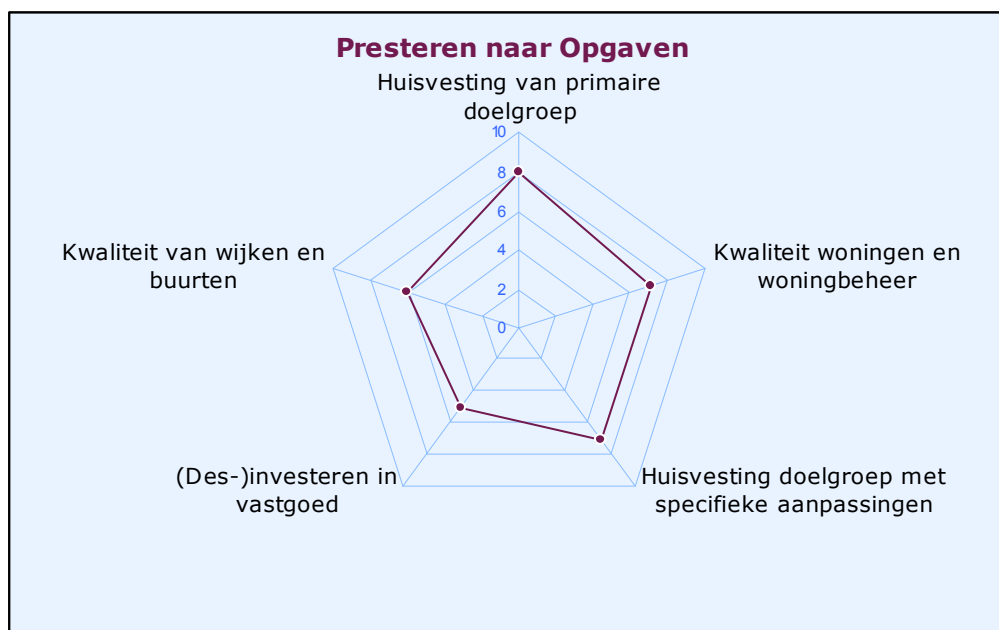 Presteren naar Opgaven
Huisvesting van primaire
doelgroep
10
8
6
4
2
0
Kwaliteit van wijken en
buurten
Kwaliteit woningen en
woningbeheer
(Des-)investeren in
vastgoed
Huisvesting doelgroep met
specifieke aanpassingen